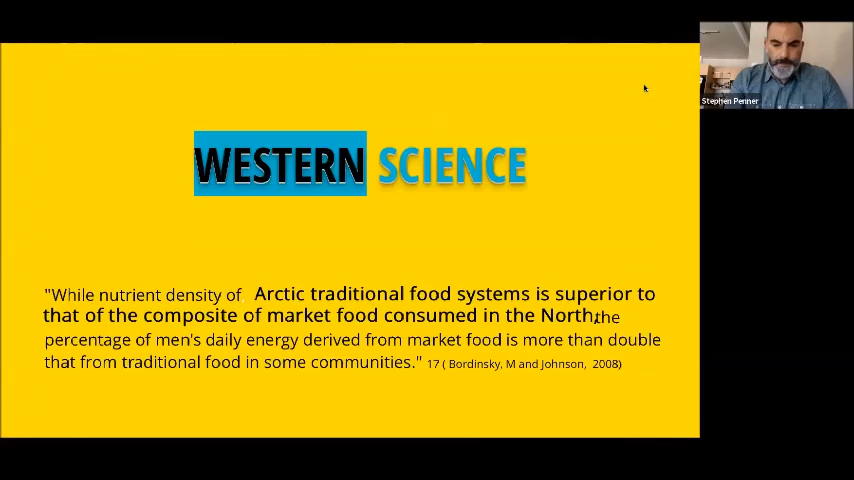 WESTERN SCIENCE
"While nutrient density of Arctic traditional food systems is superior to
that of the composite of market food consumed in the North, the
percentage of men's daily energy derived from market food is more than double
that from traditional food in some communities." 17 ( Bordinsky, M and Johnson, 2008)
Stephen Penner